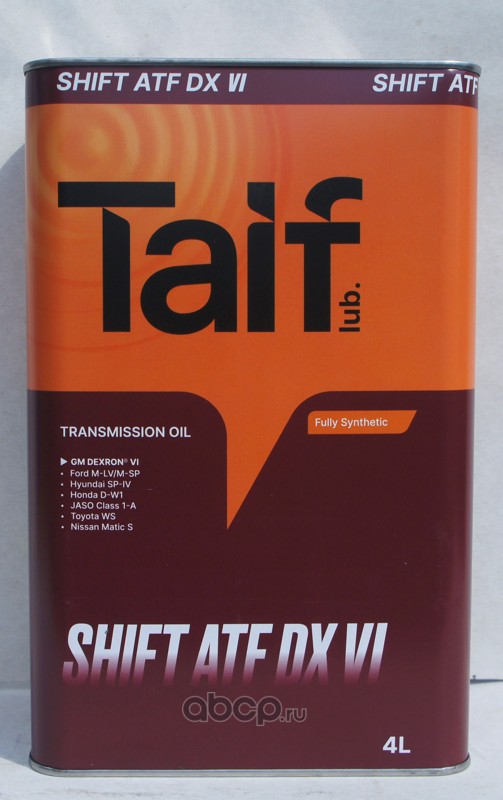 SHIFT ATF DX VI
SHIFT ATF
Taif
lub.
TRANSMISSION OIL
Fully Synthetic
▶ GM DEXRON® VI
• Ford M-LV/M-SP
• Hyundai SP-IV
• Honda D-W1
• JASO Class 1-A
• Toyota WS
• Nissan Matic S
SHIFT ATF DX VI
abcp.ru
4L